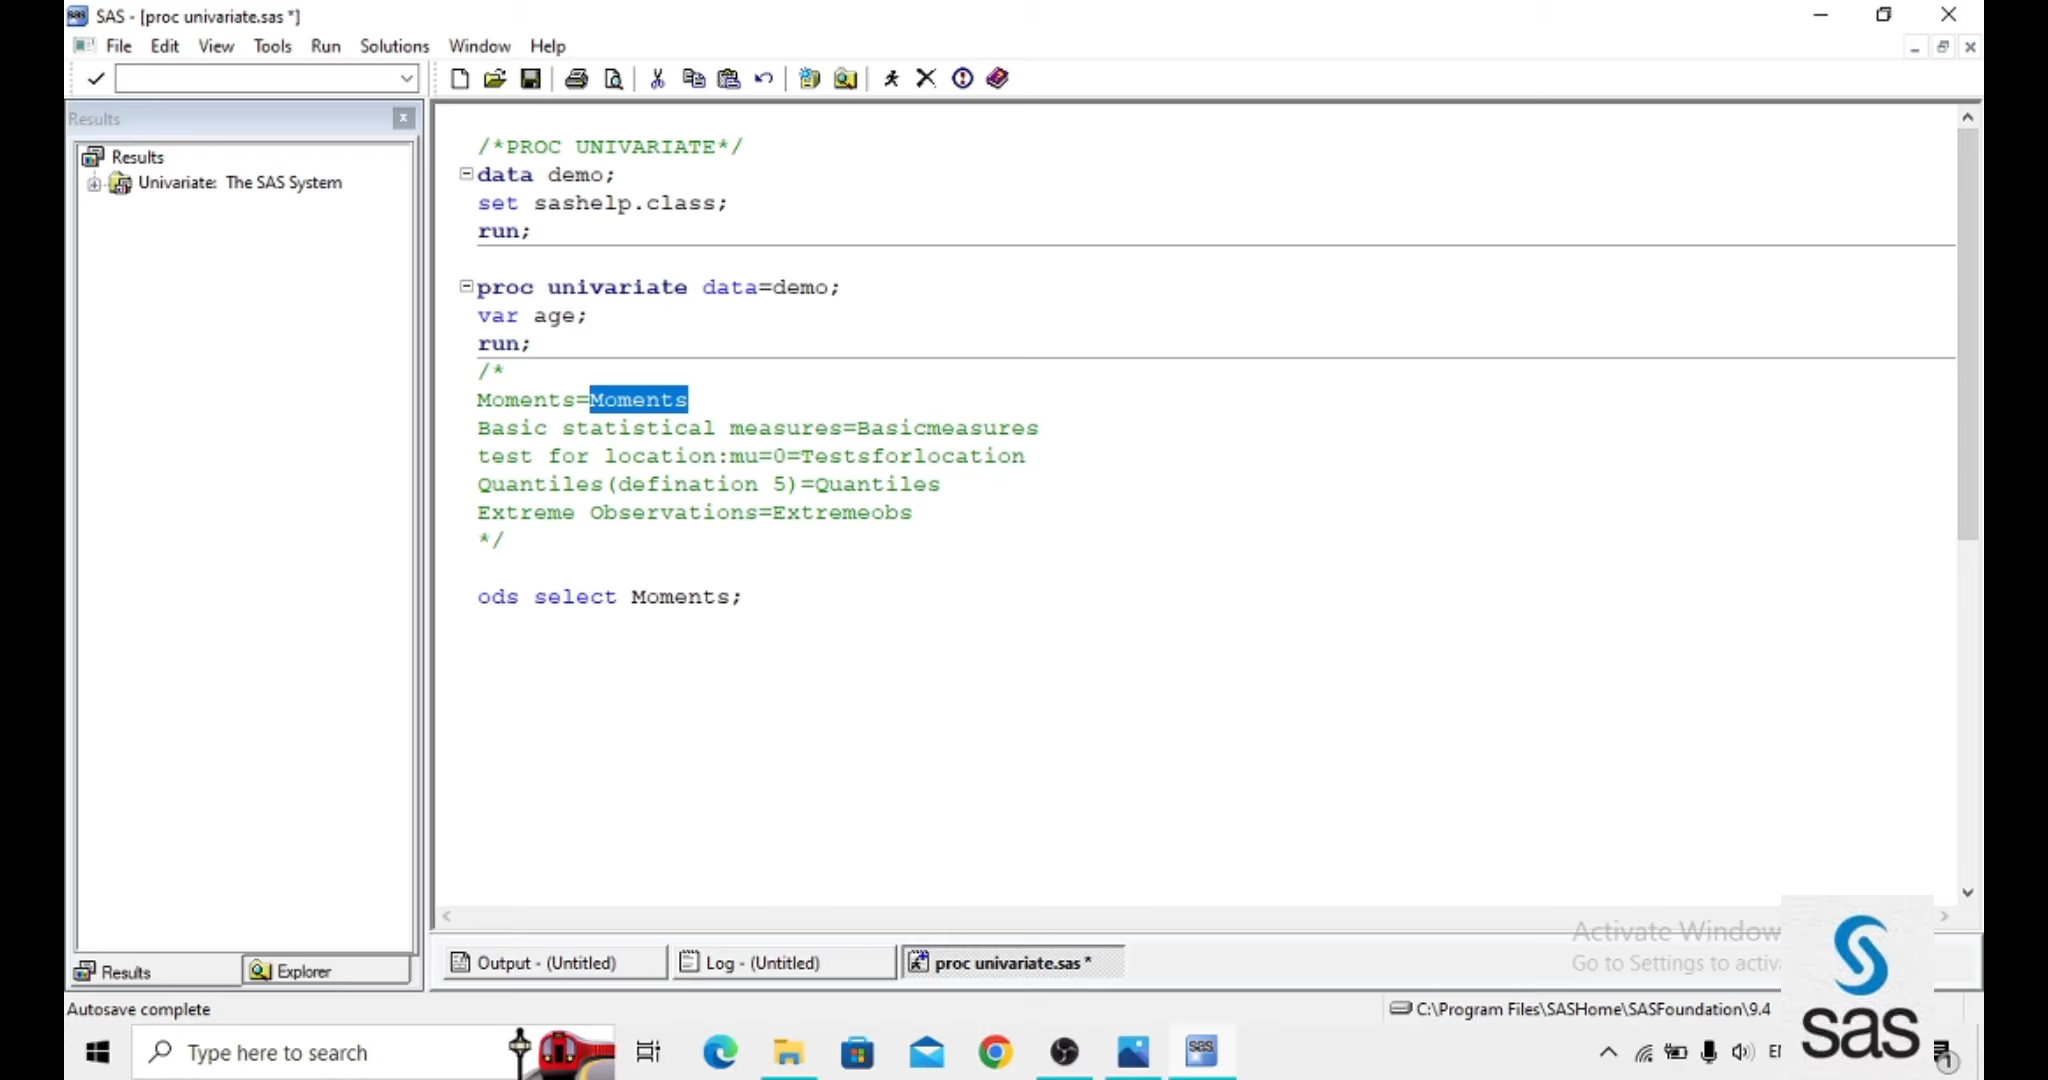 SAS - [proc univariate.sas *]
File Edit View Tools Run Solutions Window Help
Results
Results
Univariate: The SAS System
/*PROC UNIVARIATE*/
data demo;
set sashelp.class;
run;
proc univariate data=demo;
var age;
run;
/*
Moments=Moments
Basic statistical measures=Basicmeasures
test for location:mu=0=Testsforlocation
Quantiles(defination 5)=Quantiles
Extreme Observations=Extremeobs
*/
ods select Moments;
Results
Explorer
Output - (Untitled)
Log - (Untitled)
proc univariate.sas *
Activate Window
Go to Settings to activ
Autosave complete
C:\Program Files\SASHome\SASFoundation\9.4
sas
Type here to search
SAS
1